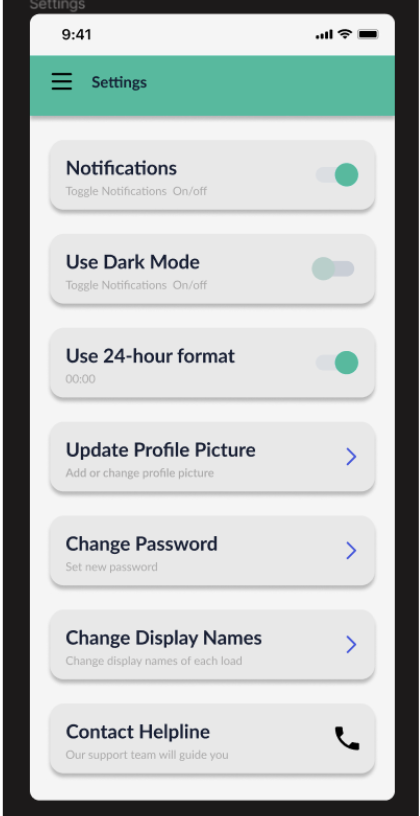 Settings
9:41
Settings
Notifications
Toggle Notifications On/off
Use Dark Mode
Toggle Notifications On/off
Use 24-hour format
00:00
Update Profile Picture
Add or change profile picture
Change Password
Set new password
Change Display Names
Change display names of each load
Contact Helpline
Our support team will guide you